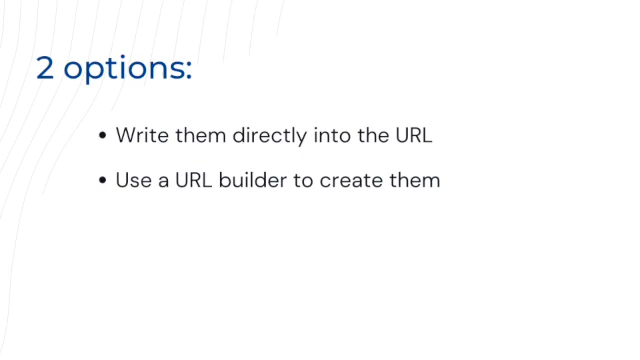 2 options:
• Write them directly into the URL
• Use a URL builder to create them